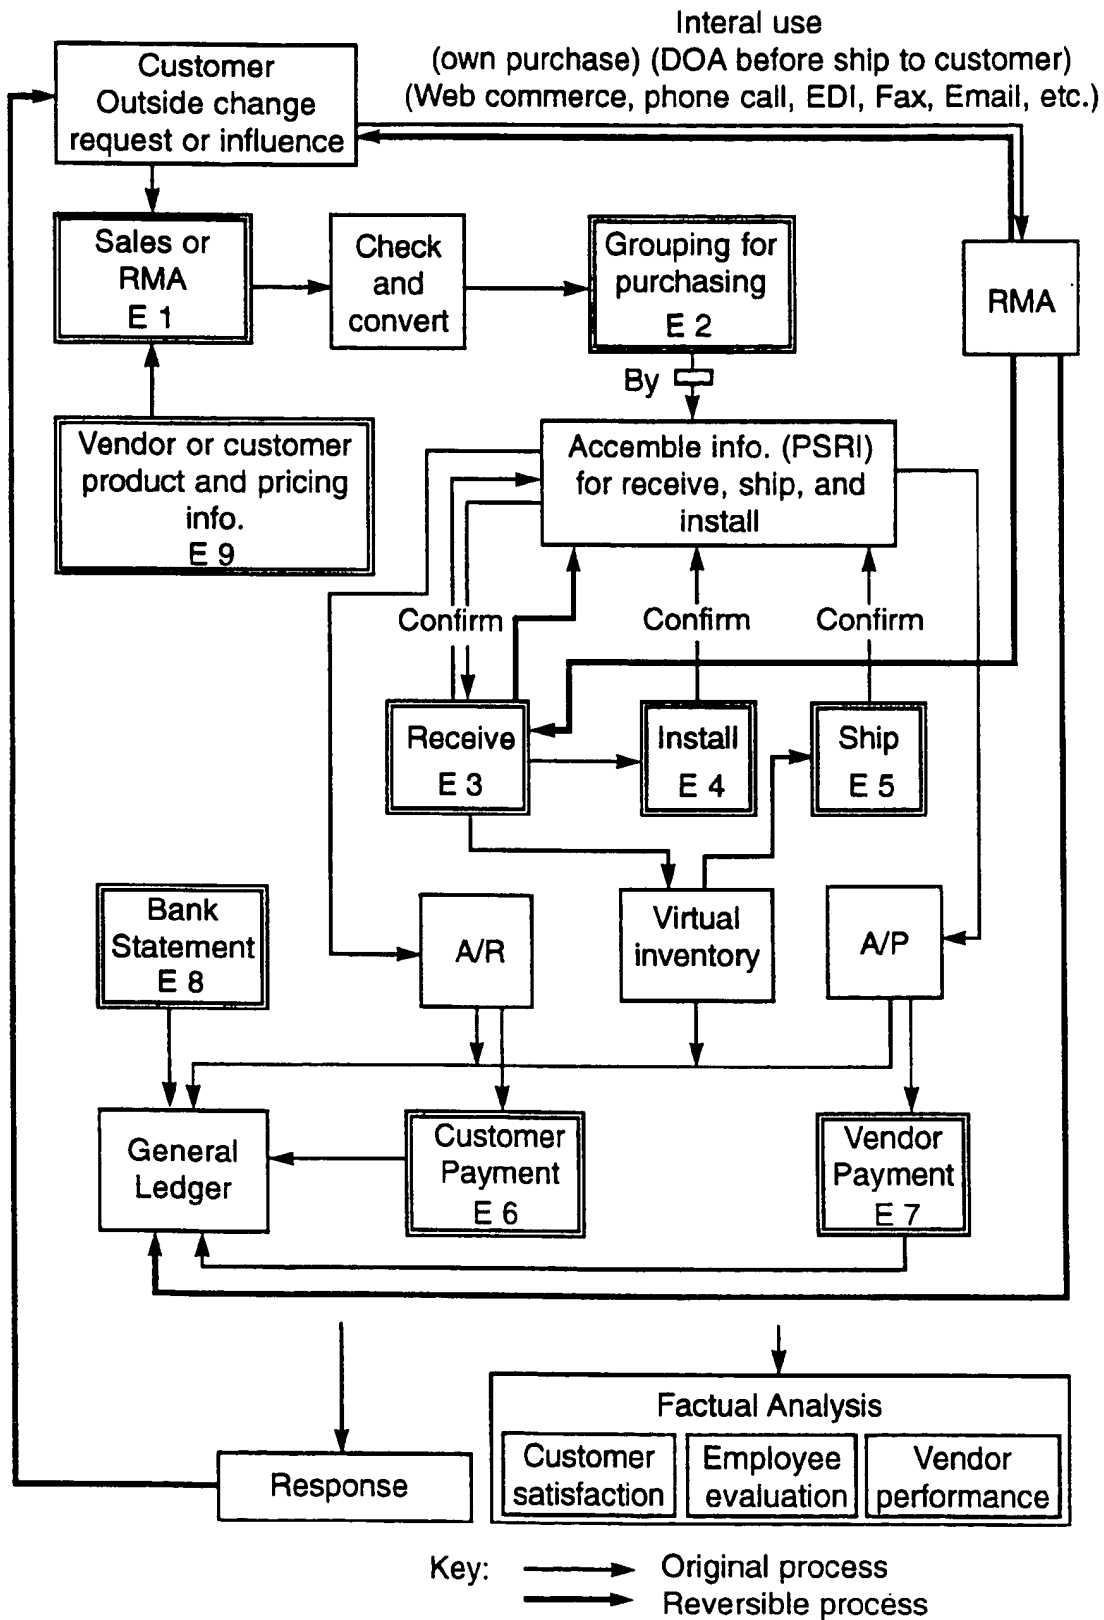 Interal use
(own purchase) (DOA before ship to customer)
(Web commerce, phone call, EDI, Fax, Email, etc.)
Customer
Outside change
request or influence
Sales or
RMA
E 1
Check
and
convert
Grouping for
purchasing
E 2
RMA
By
Vendor or customer
product and pricing
info.
E 9
Accemble info. (PSRI)
for receive, ship, and
install
Confirm
Confirm
Confirm
Receive
E 3
Install
E 4
Ship
E 5
Bank
Statement
E 8
A/R
Virtual
inventory
A/P
General
Ledger
Customer
Payment
E 6
Vendor
Payment
E 7
Response
Factual Analysis
Customer
satisfaction
Employee
evaluation
Vendor
performance
Key:
Original process
Reversible process